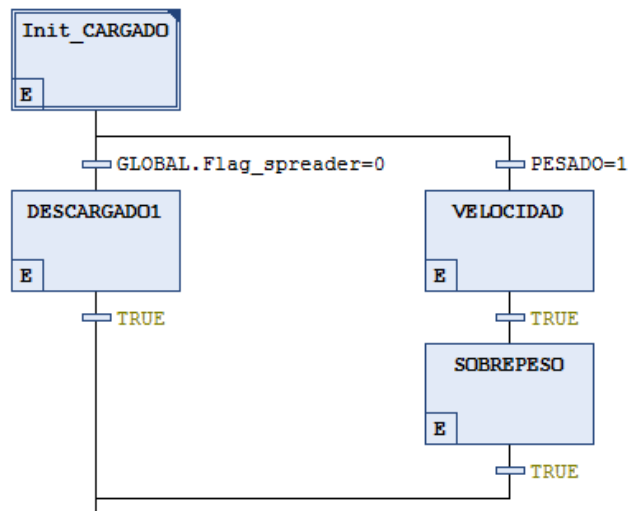 Init_CARGADO
E
GLOBAL.Flag_spreader=0
PESADO=1
DESCARGADO1
E
VELOCIDAD
E
TRUE
TRUE
SOBREPESO
E
TRUE